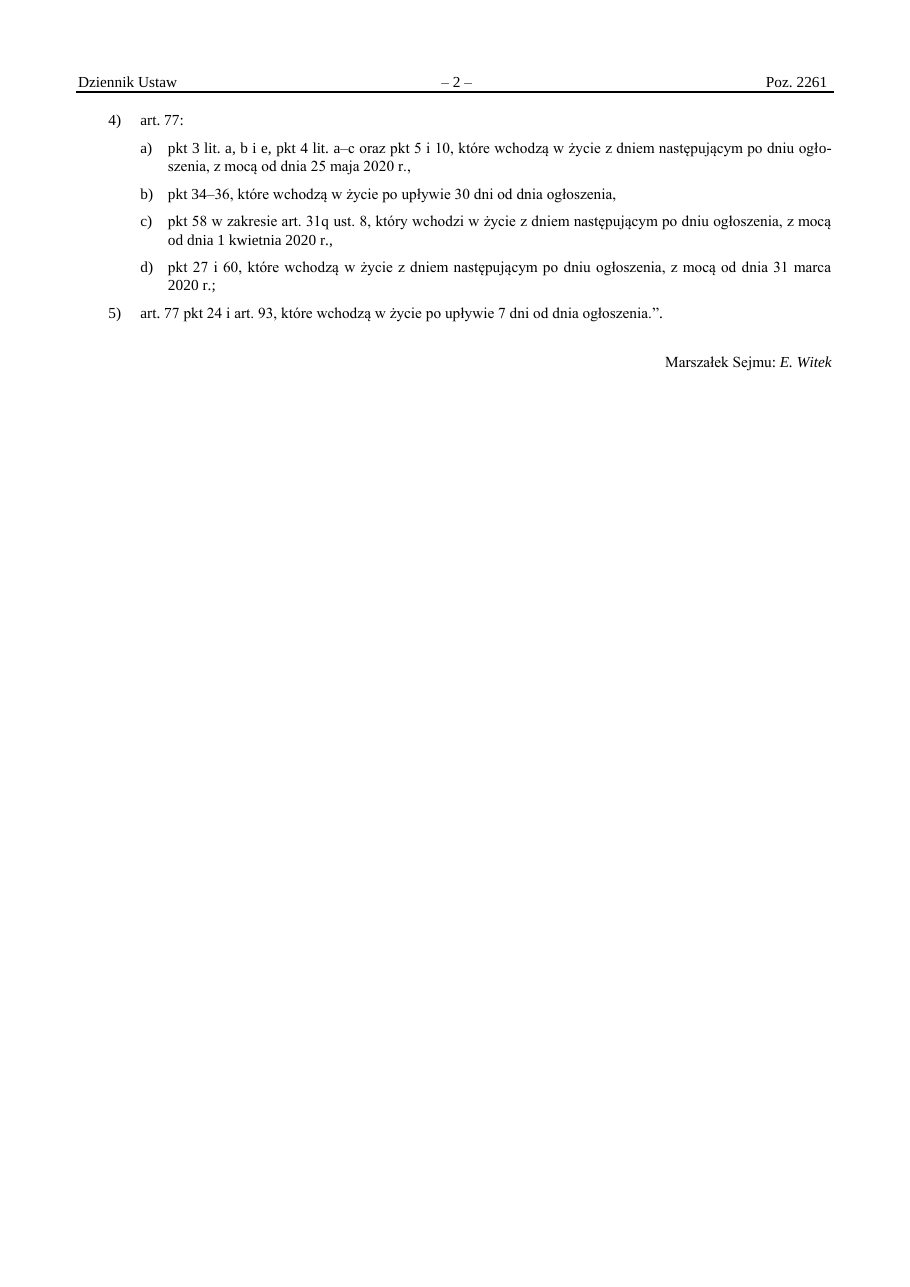 Dziennik Ustaw – 2 – Poz. 2261
4) art. 77:
a) pkt 3 lit. a, b i e, pkt 4 lit. a–c oraz pkt 5 i 10, które wchodzą w życie z dniem następującym po dniu ogło-
szenia, z mocą od dnia 25 maja 2020 r.,
b) pkt 34–36, które wchodzą w życie po upływie 30 dni od dnia ogłoszenia,
c) pkt 58 w zakresie art. 31q ust. 8, który wchodzi w życie z dniem następującym po dniu ogłoszenia, z mocą
od dnia 1 kwietnia 2020 r.,
d) pkt 27 i 60, które wchodzą w życie z dniem następującym po dniu ogłoszenia, z mocą od dnia 31 marca
2020 r.;
5) art. 77 pkt 24 i art. 93, które wchodzą w życie po upływie 7 dni od dnia ogłoszenia.”.
Marszałek Sejmu: E. Witek